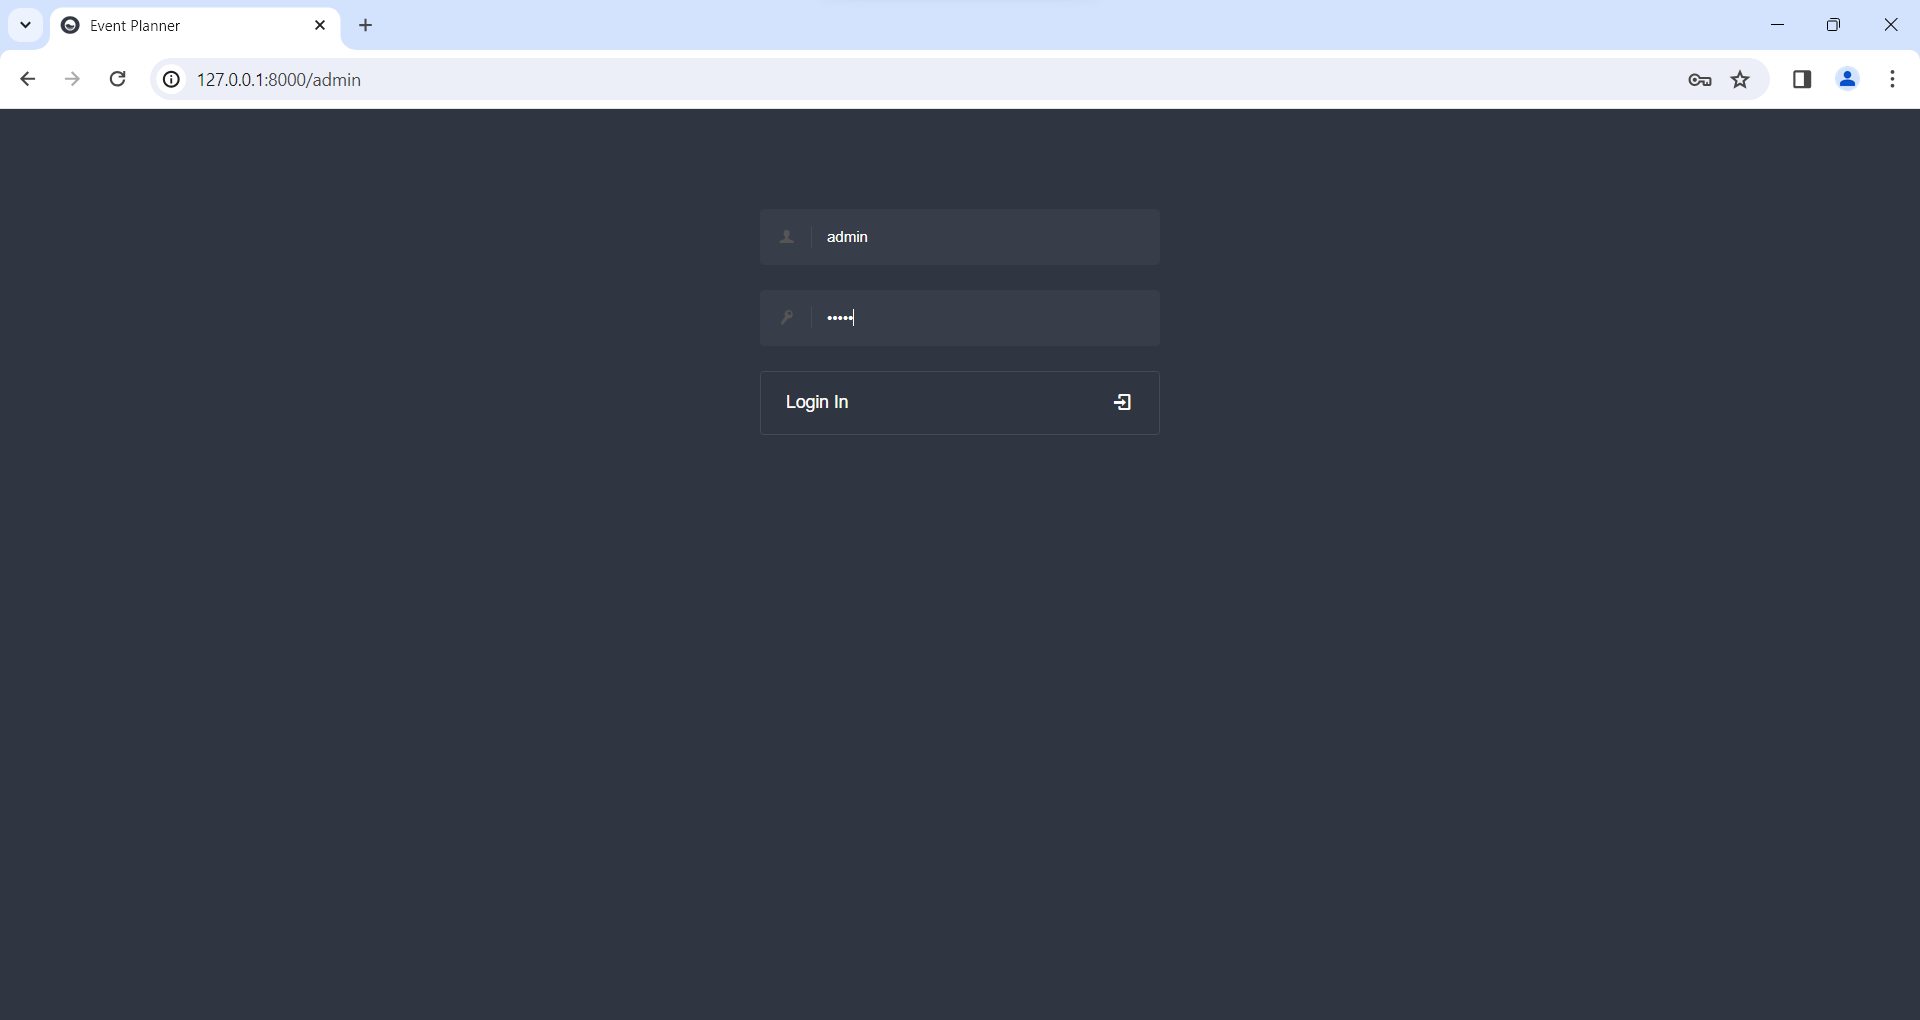 Event Planner
127.0.0.1:8000/admin
admin
•••••
Login In